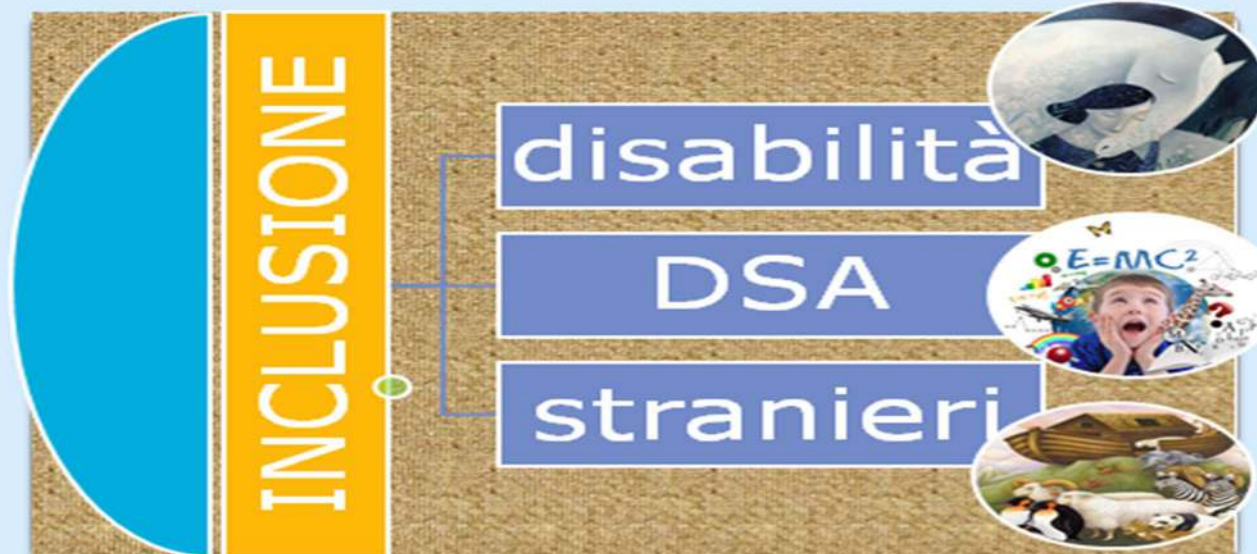 INCLUSIONE
disabilità
DSA
E=MC²
stranieri